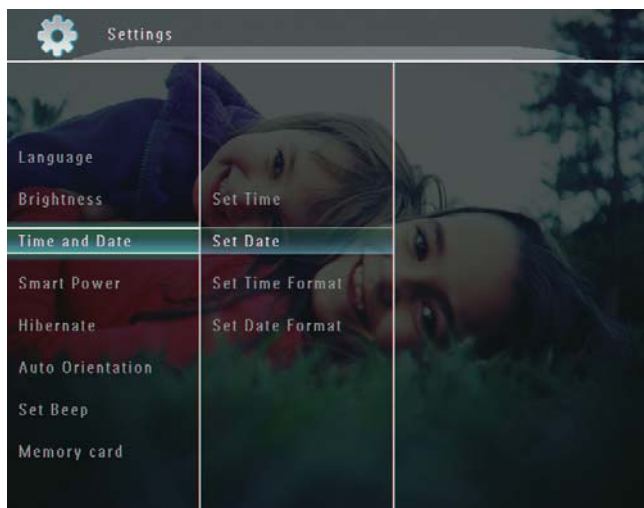 Settings
Language
Brightness
Time and Date
Smart Power
Hibernate
Auto Orientation
Set Beep
Memory card
Set Time
Set Date
Set Time Format
Set Date Format